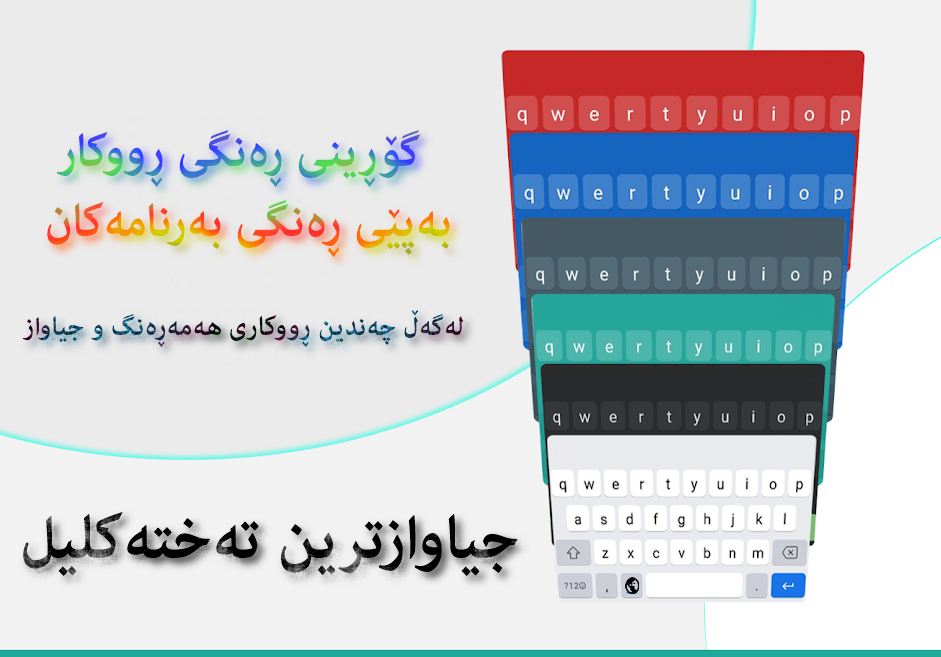 گۆڕینی ڕەنگی ڕووکار
بەپێی ڕەنگی بەرنامەکان
لەگەڵ چەندین ڕووکاری هەمەڕەنگ و جیاواز
جیاوازترین تەختەکلیل
q w e r t y u i o p
q w e r t y u i o p
q w e r t y u i o p
q w e r t y u i o p
q w e r t y u i o p
q w e r t y u i o p
a s d f g h j k l
z x c v b n m
?12☺ , .